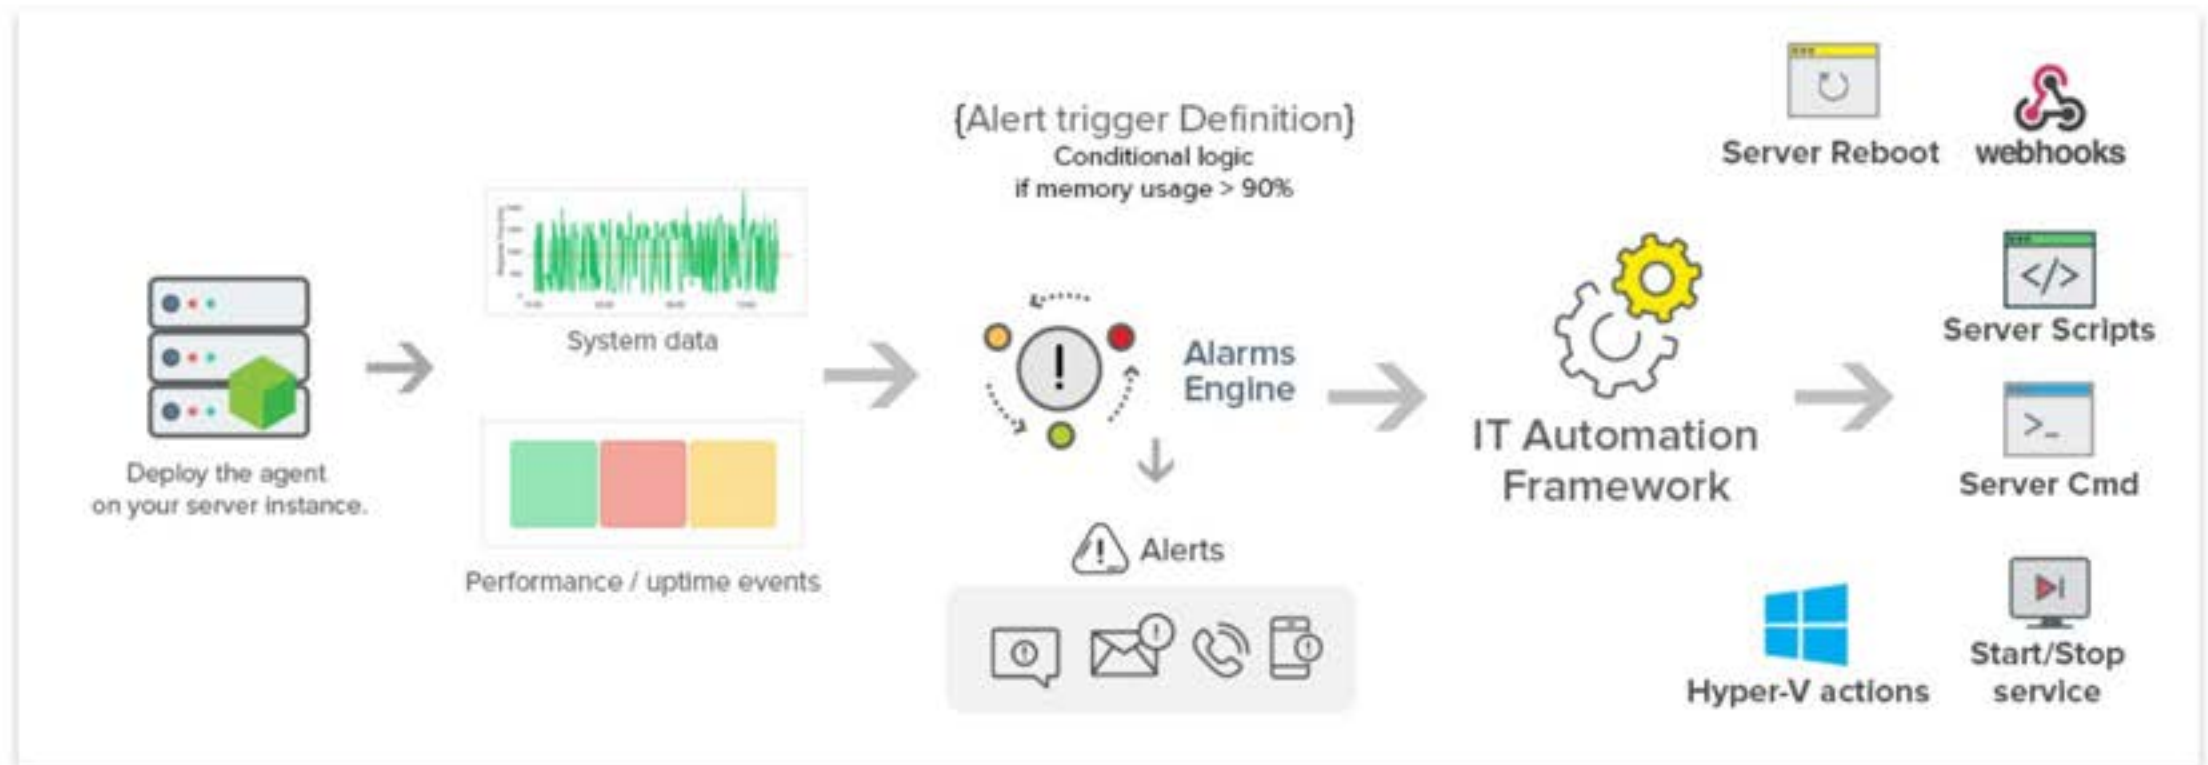 Server Reboot
webhooks
{Alert trigger Definition}
Conditional logic
if memory usage > 90%
System data
Deploy the agent
on your server instance.
Performance / uptime events
Alarms
Engine
Alerts
IT Automation
Framework
Server Scripts
Server Cmd
Hyper-V actions
Start/Stop
service